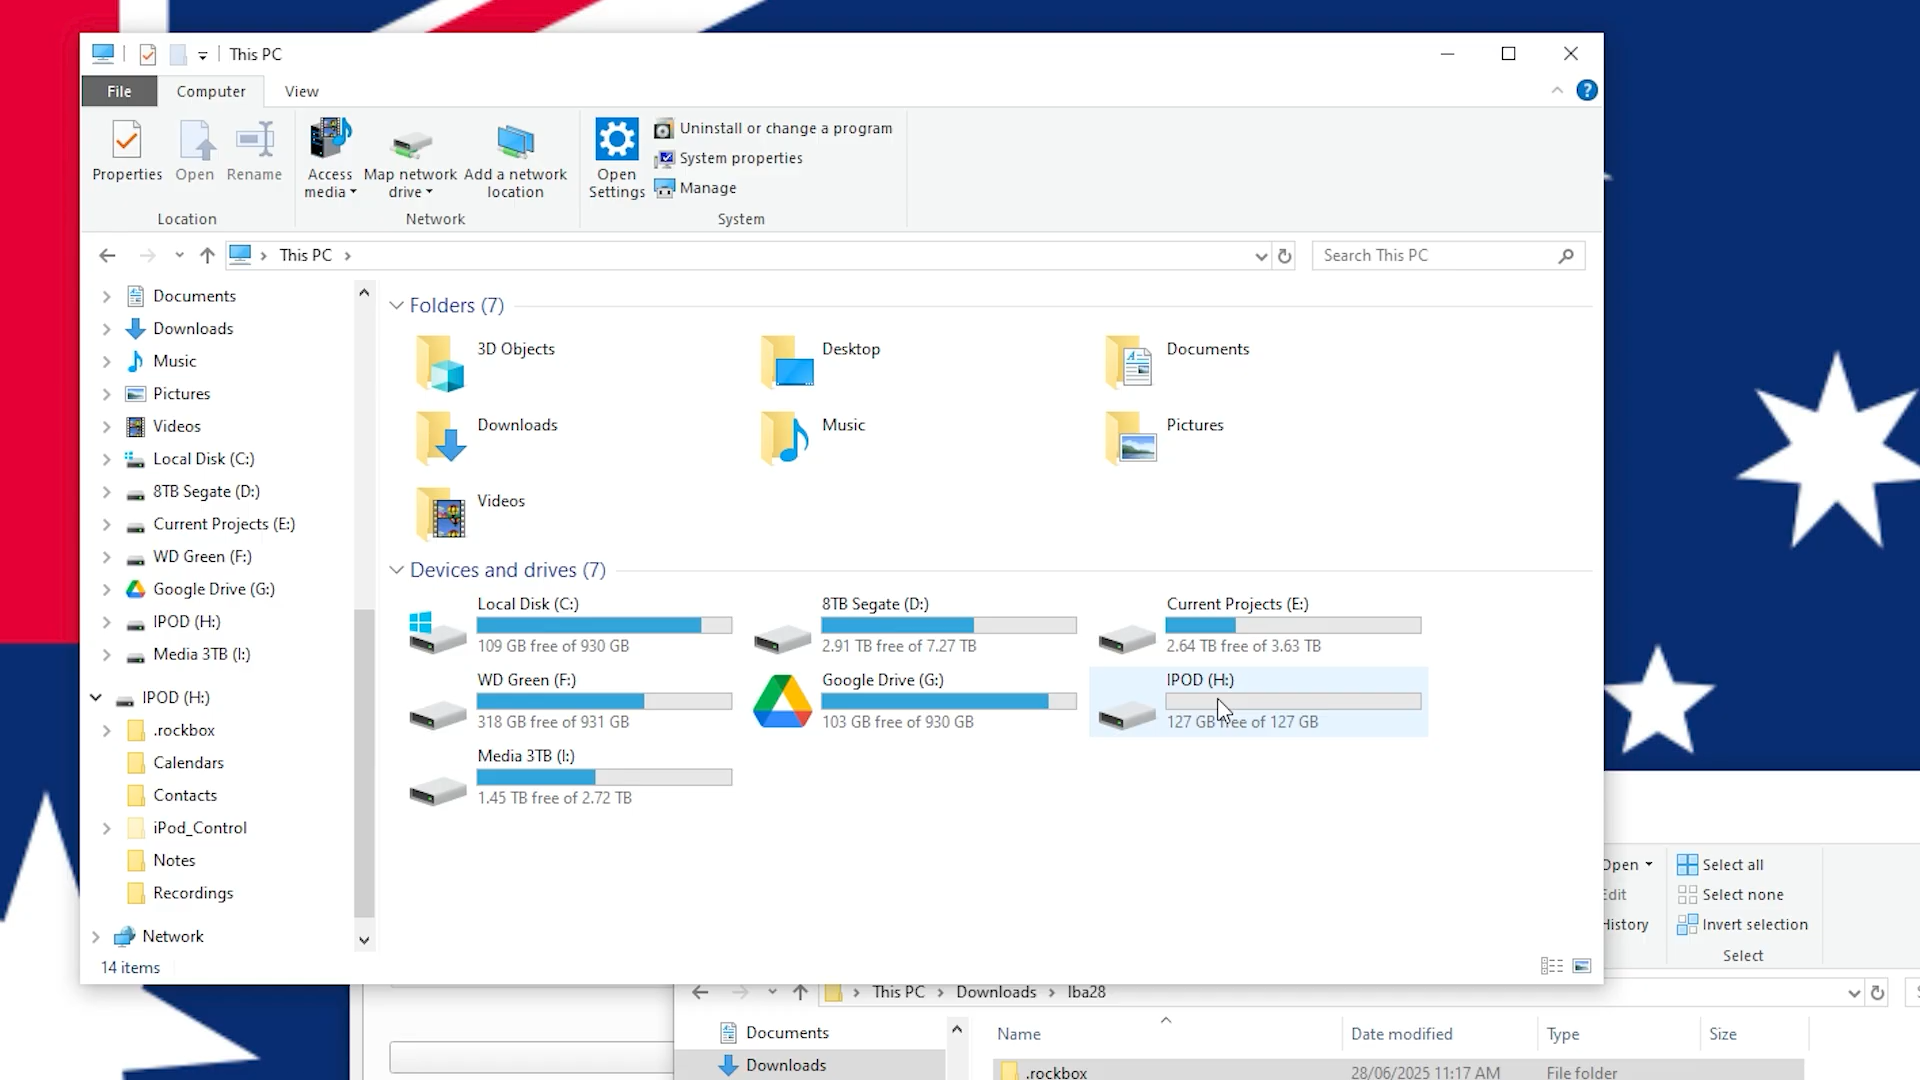 This PC
File
Computer
View
?
Properties
Open
Rename
Access media
Map network drive
Add a network location
Open Settings
Uninstall or change a program
System properties
Manage
Location
Network
System
This PC
Search This PC
Documents
Downloads
Music
Pictures
Videos
Local Disk (C:)
8TB Segate (D:)
Current Projects (E:)
WD Green (F:)
Google Drive (G:)
IPOD (H:)
Media 3TB (I:)
IPOD (H:)
.rockbox
Calendars
Contacts
iPod_Control
Notes
Recordings
Network
14 items
Folders (7)
3D Objects
Desktop
Documents
Downloads
Music
Pictures
Videos
Devices and drives (7)
Local Disk (C:)
109 GB free of 930 GB
8TB Segate (D:)
2.91 TB free of 7.27 TB
Current Projects (E:)
2.64 TB free of 3.63 TB
WD Green (F:)
318 GB free of 931 GB
Google Drive (G:)
103 GB free of 930 GB
IPOD (H:)
127 GB free of 127 GB
Media 3TB (I:)
1.45 TB free of 2.72 TB
Open
Edit
History
Select all
Select none
Invert selection
Select
This PC > Downloads > lba28
Documents
Downloads
Name
Date modified
Type
Size
.rockbox
28/06/2025 11:17 AM
File folder